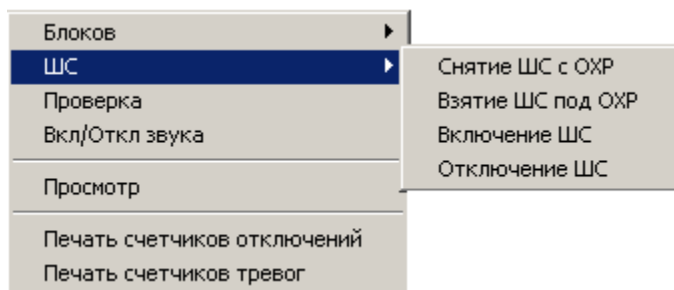 Блоков
ШС
Проверка
Вкл/Откл звука
Просмотр
Печать счетчиков отключений
Печать счетчиков тревог
Снятие ШС с ОХР
Взятие ШС под ОХР
Включение ШС
Отключение ШС